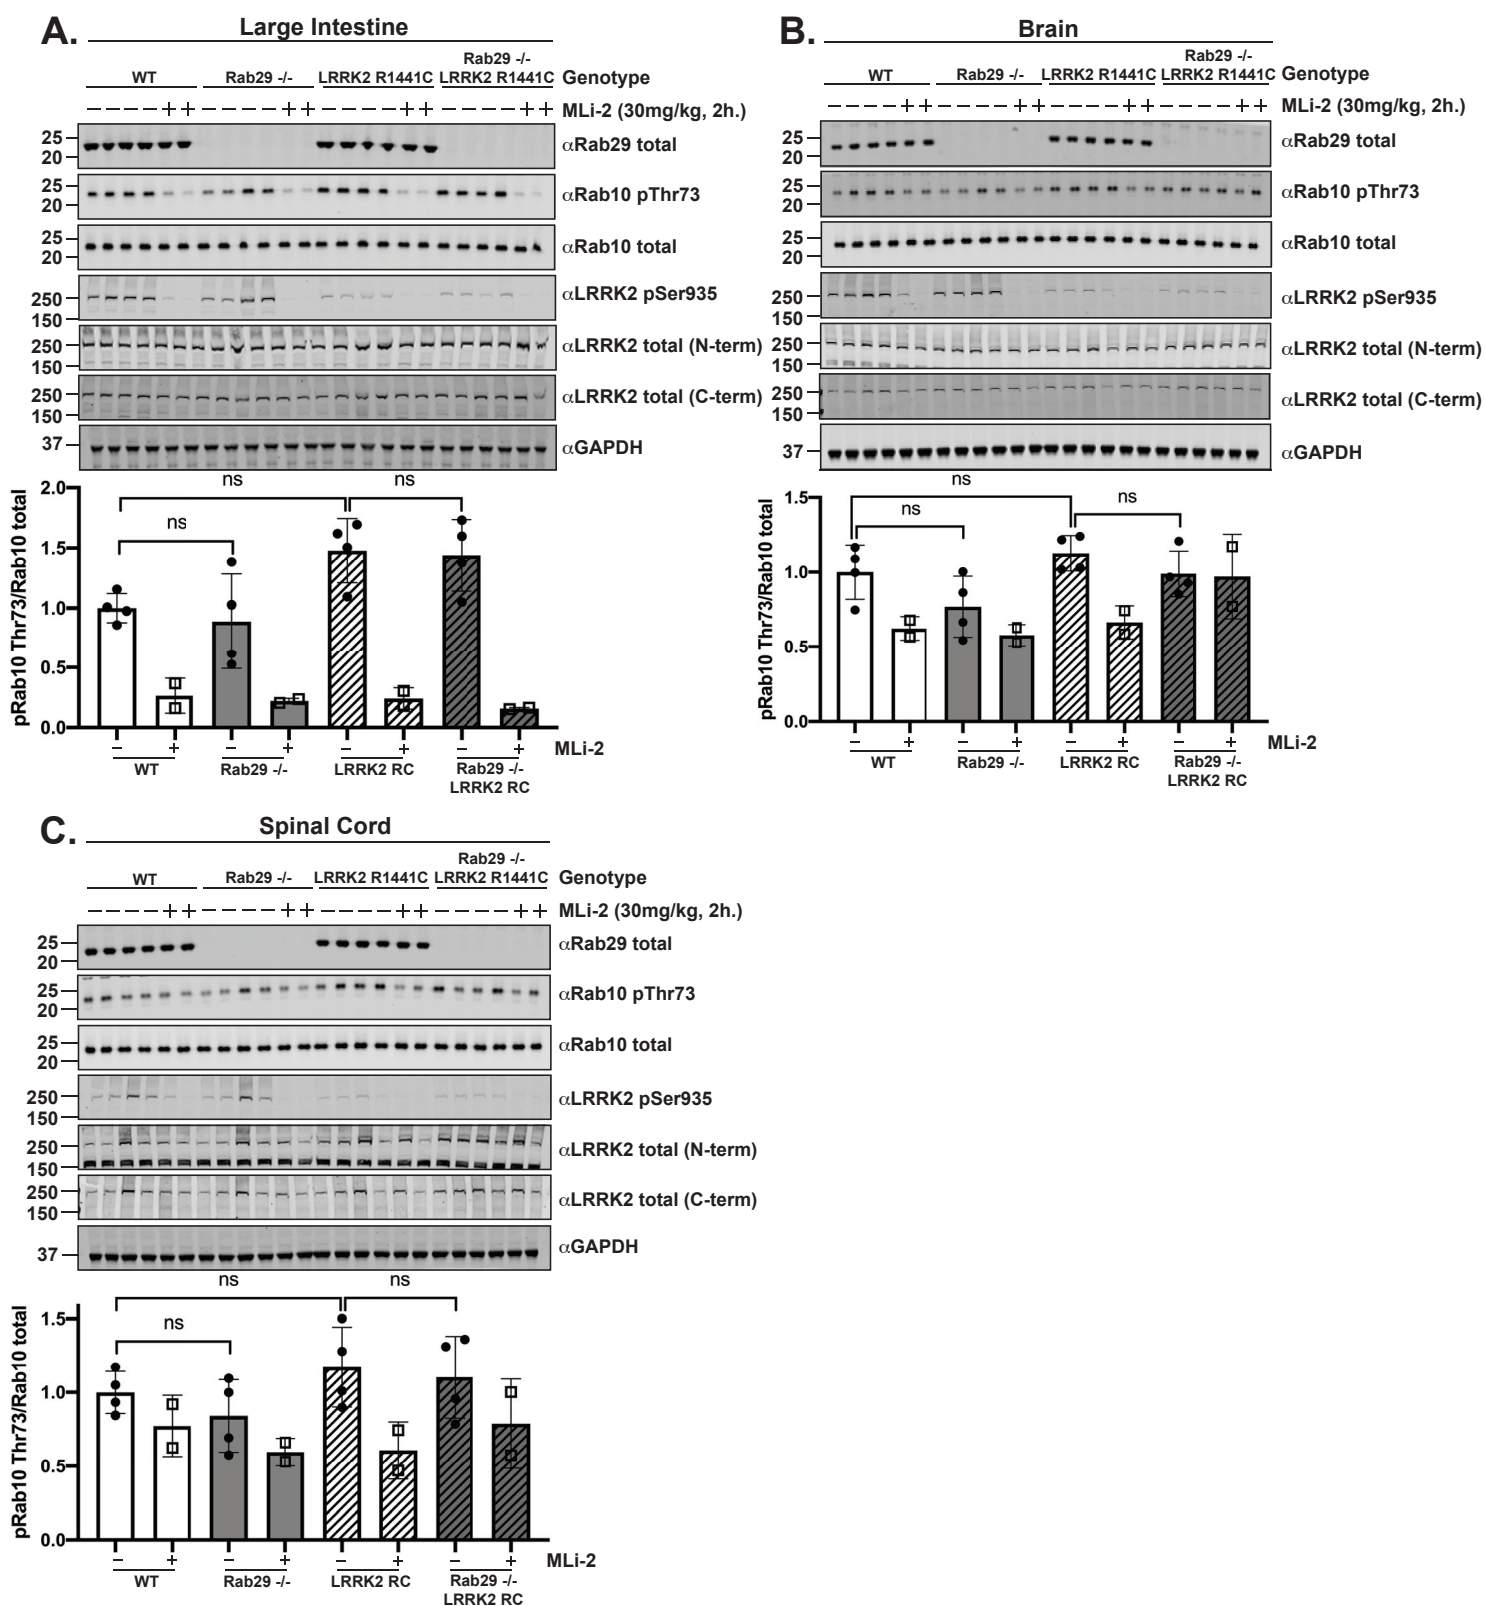 A.
Large Intestine
Rab29 -/-
WT Rab29 -/- LRRK2 R1441C LRRK2 R1441C Genotype
– – – – + + – – – – + + – – – – + + – – – – + + MLi-2 (30mg/kg, 2h.)
25
20
αRab29 total
25
20
αRab10 pThr73
25
20
αRab10 total
250
150
αLRRK2 pSer935
250
150
αLRRK2 total (N-term)
250
150
αLRRK2 total (C-term)
37
αGAPDH
pRab10 Thr73/Rab10 total
2.0
1.5
1.0
0.5
0.0
ns
ns
ns
– + – + – + – + MLi-2
WT Rab29 -/- LRRK2 RC Rab29 -/-
LRRK2 RC
B.
Brain
Rab29 -/-
WT Rab29 -/- LRRK2 R1441C LRRK2 R1441C Genotype
– – – – + + – – – – + + – – – – + + – – – – + + MLi-2 (30mg/kg, 2h.)
25
20
αRab29 total
25
20
αRab10 pThr73
25
20
αRab10 total
250
150
αLRRK2 pSer935
250
150
αLRRK2 total (N-term)
250
150
αLRRK2 total (C-term)
37
αGAPDH
pRab10 Thr73/Rab10 total
1.5
1.0
0.5
0.0
ns
ns
ns
– + – + – + – + MLi-2
WT Rab29 -/- LRRK2 RC Rab29 -/-
LRRK2 RC
C.
Spinal Cord
Rab29 -/-
WT Rab29 -/- LRRK2 R1441C LRRK2 R1441C Genotype
– – – – + + – – – – + + – – – – + + – – – – + + MLi-2 (30mg/kg, 2h.)
25
20
αRab29 total
25
20
αRab10 pThr73
25
20
αRab10 total
250
150
αLRRK2 pSer935
250
150
αLRRK2 total (N-term)
250
150
αLRRK2 total (C-term)
37
αGAPDH
pRab10 Thr73/Rab10 total
1.5
1.0
0.5
0.0
ns
ns
ns
– + – + – + – + MLi-2
WT Rab29 -/- LRRK2 RC Rab29 -/-
LRRK2 RC